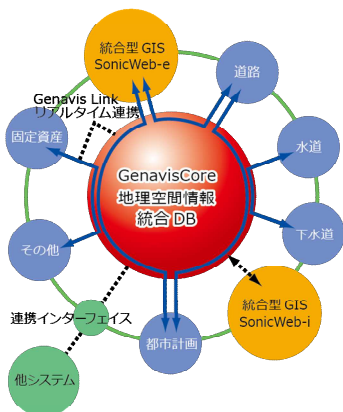 統合型 GIS
SonicWeb-e
道路
Genavis Link
リアルタイム連携
固定資産
水道
GenavisCore
地理空間情報
統合 DB
その他
下水道
連携インターフェイス
統合型 GIS
SonicWeb-i
都市計画
他システム